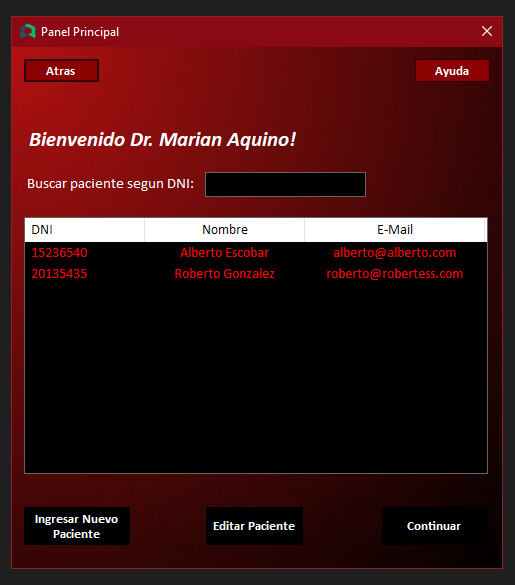 Panel Principal
Atras
Ayuda
Bienvenido Dr. Marian Aquino!
Buscar paciente segun DNI:
DNI Nombre E-Mail
15236540 Alberto Escobar alberto@alberto.com
20135435 Roberto Gonzalez roberto@robertess.com
Ingresar Nuevo
Paciente
Editar Paciente
Continuar